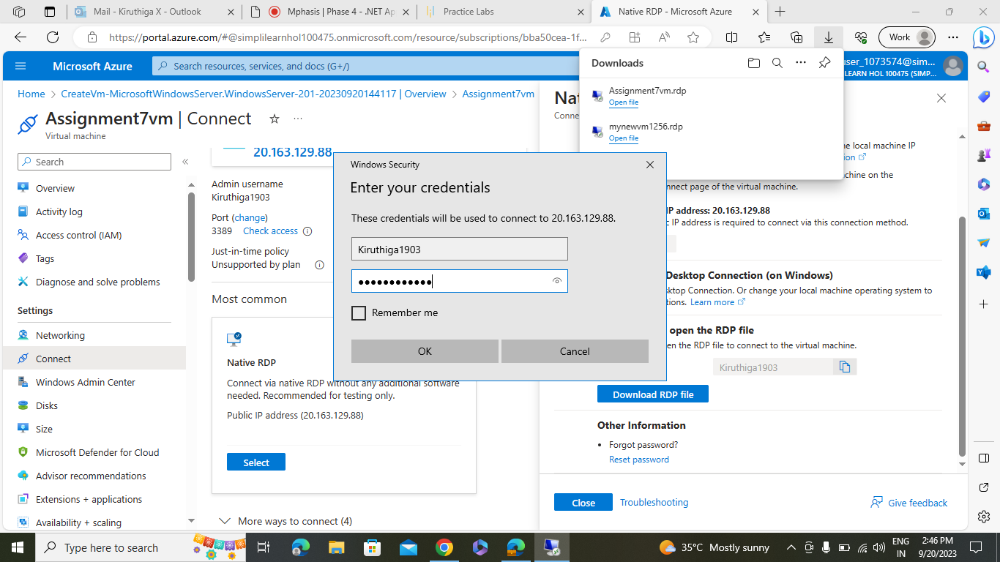 Mail - Kiruthiga X - Outlook
Mphasis | Phase 4 - .NET Ap
Practice Labs
Native RDP - Microsoft Azure
https://portal.azure.com/#@simplilearnhol100475.onmicrosoft.com/resource/subscriptions/bba50cea-1f...
Work
Microsoft Azure
Search resources, services, and docs (G+/)
user_1073574@sim...
LEARN HOL 100475 (SIMP...
Downloads
Assignment7vm.rdp
Open file
mynewvm1256.rdp
Open file
Home > CreateVm-MicrosoftWindowsServer.WindowsServer-201-20230920144117 | Overview > Assignment7vm
Assignment7vm | Connect
Virtual machine
Search
Overview
Activity log
Access control (IAM)
Tags
Diagnose and solve problems
Settings
Networking
Connect
Windows Admin Center
Disks
Size
Microsoft Defender for Cloud
Advisor recommendations
Extensions + applications
Availability + scaling
20.163.129.88
Admin username
Kiruthiga1903
Port (change)
3389 Check access
Just-in-time policy
Unsupported by plan
Most common
Native RDP
Connect via native RDP without any additional software
needed. Recommended for testing only.
Public IP address (20.163.129.88)
Select
More ways to connect (4)
Windows Security
Enter your credentials
These credentials will be used to connect to 20.163.129.88.
Kiruthiga1903
●●●●●●●●●●●●
Remember me
OK
Cancel
Nat
Conne
he local machine IP
ion
chine on the
nnect page of the virtual machine.
IP address: 20.163.129.88
c IP address is required to connect via this connection method.
Desktop Connection (on Windows)
ktop Connection. Or change your local machine operating system to
tions. Learn more
open the RDP file
en the RDP file to connect to the virtual machine.
Kiruthiga1903
Download RDP file
Other Information
• Forgot password?
Reset password
Close
Troubleshooting
Give feedback
Type here to search
35°C Mostly sunny
ENG
IN
2:46 PM
9/20/2023